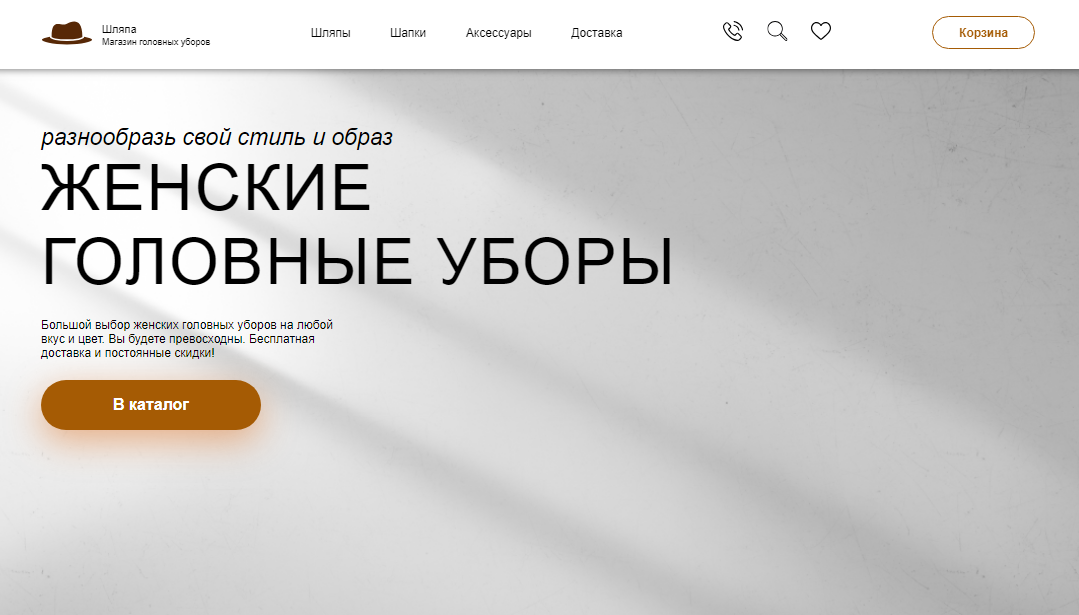 Шляпа
Магазин головных уборов
Шляпы
Шапки
Аксессуары
Доставка
Корзина
разнообразь свой стиль и образ
ЖЕНСКИЕ
ГОЛОВНЫЕ УБОРЫ
Большой выбор женских головных уборов на любой
вкус и цвет. Вы будете превосходны. Бесплатная
доставка и постоянные скидки!
В каталог